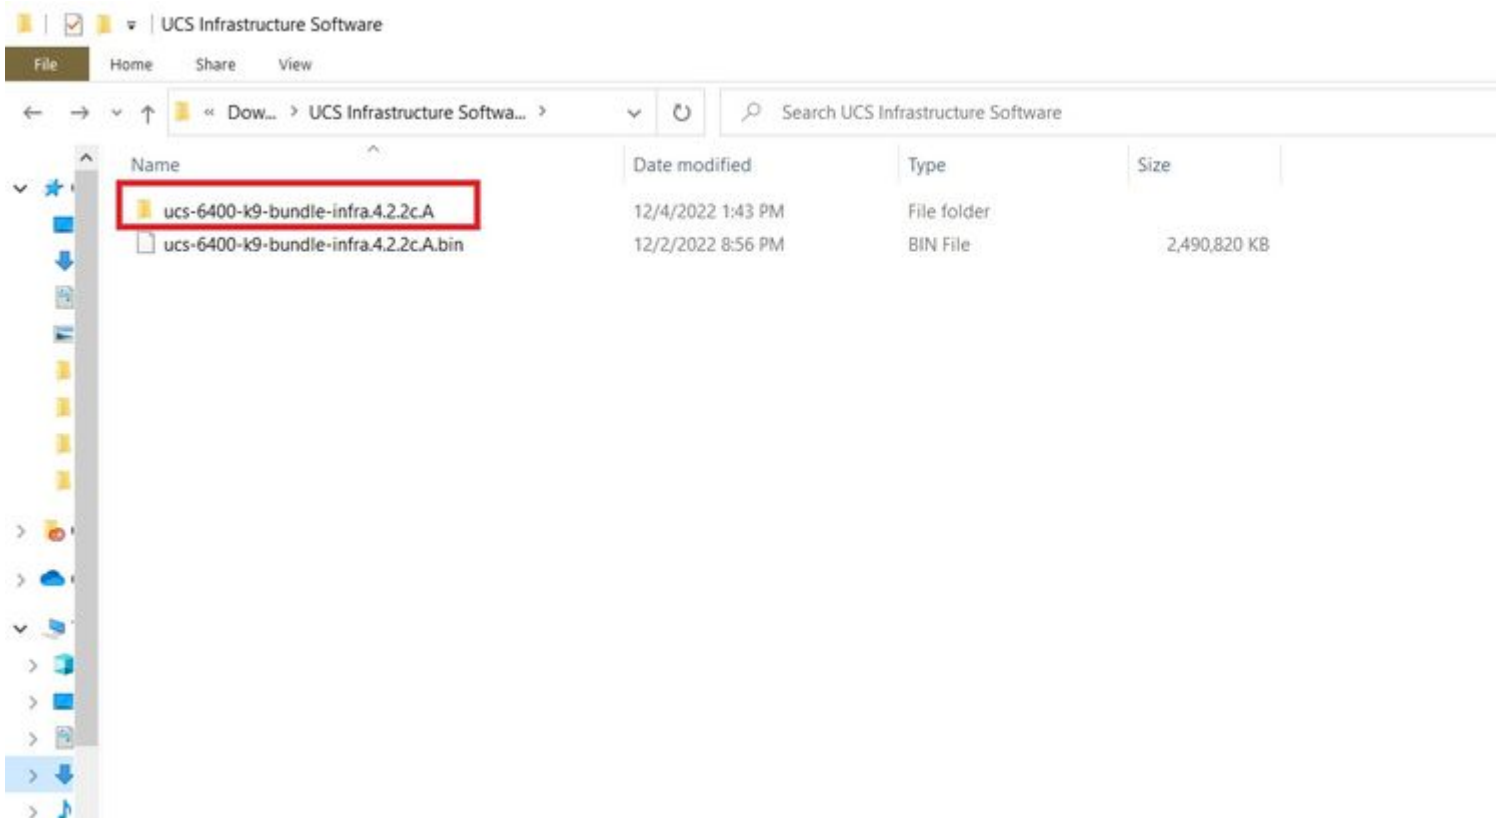 UCS Infrastructure Software
File Home Share View
« Dow... > UCS Infrastructure Softwa... > Search UCS Infrastructure Software
Name Date modified Type Size
ucs-6400-k9-bundle-infra.4.2.2c.A 12/4/2022 1:43 PM File folder
ucs-6400-k9-bundle-infra.4.2.2c.A.bin 12/2/2022 8:56 PM BIN File 2,490,820 KB